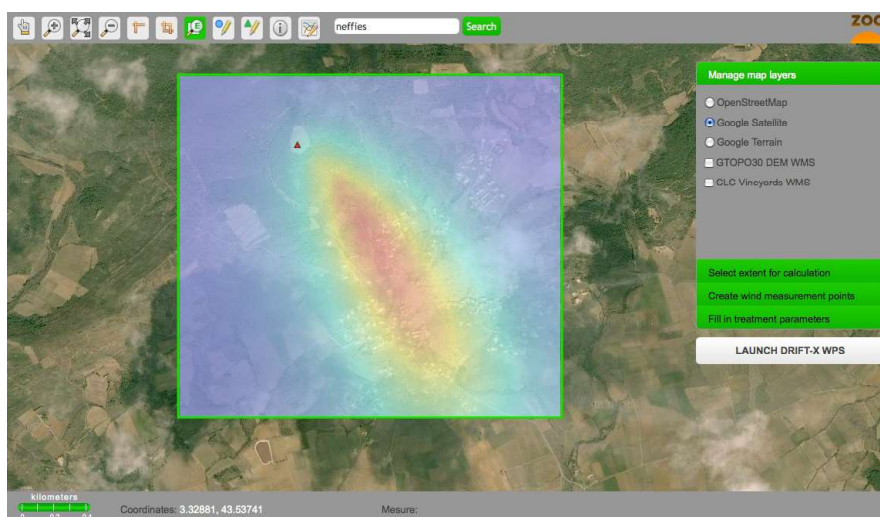 neffies
Search
ZOO
Manage map layers
OpenStreetMap
Google Satellite
Google Terrain
GTOPO30 DEM WMS
CLC Vineyards WMS
Select extent for calculation
Create wind measurement points
Fill in treatment parameters
LAUNCH DRIFT-X WPS
kilometers
Coordinates: 3.32881, 43.53741
Mesure: